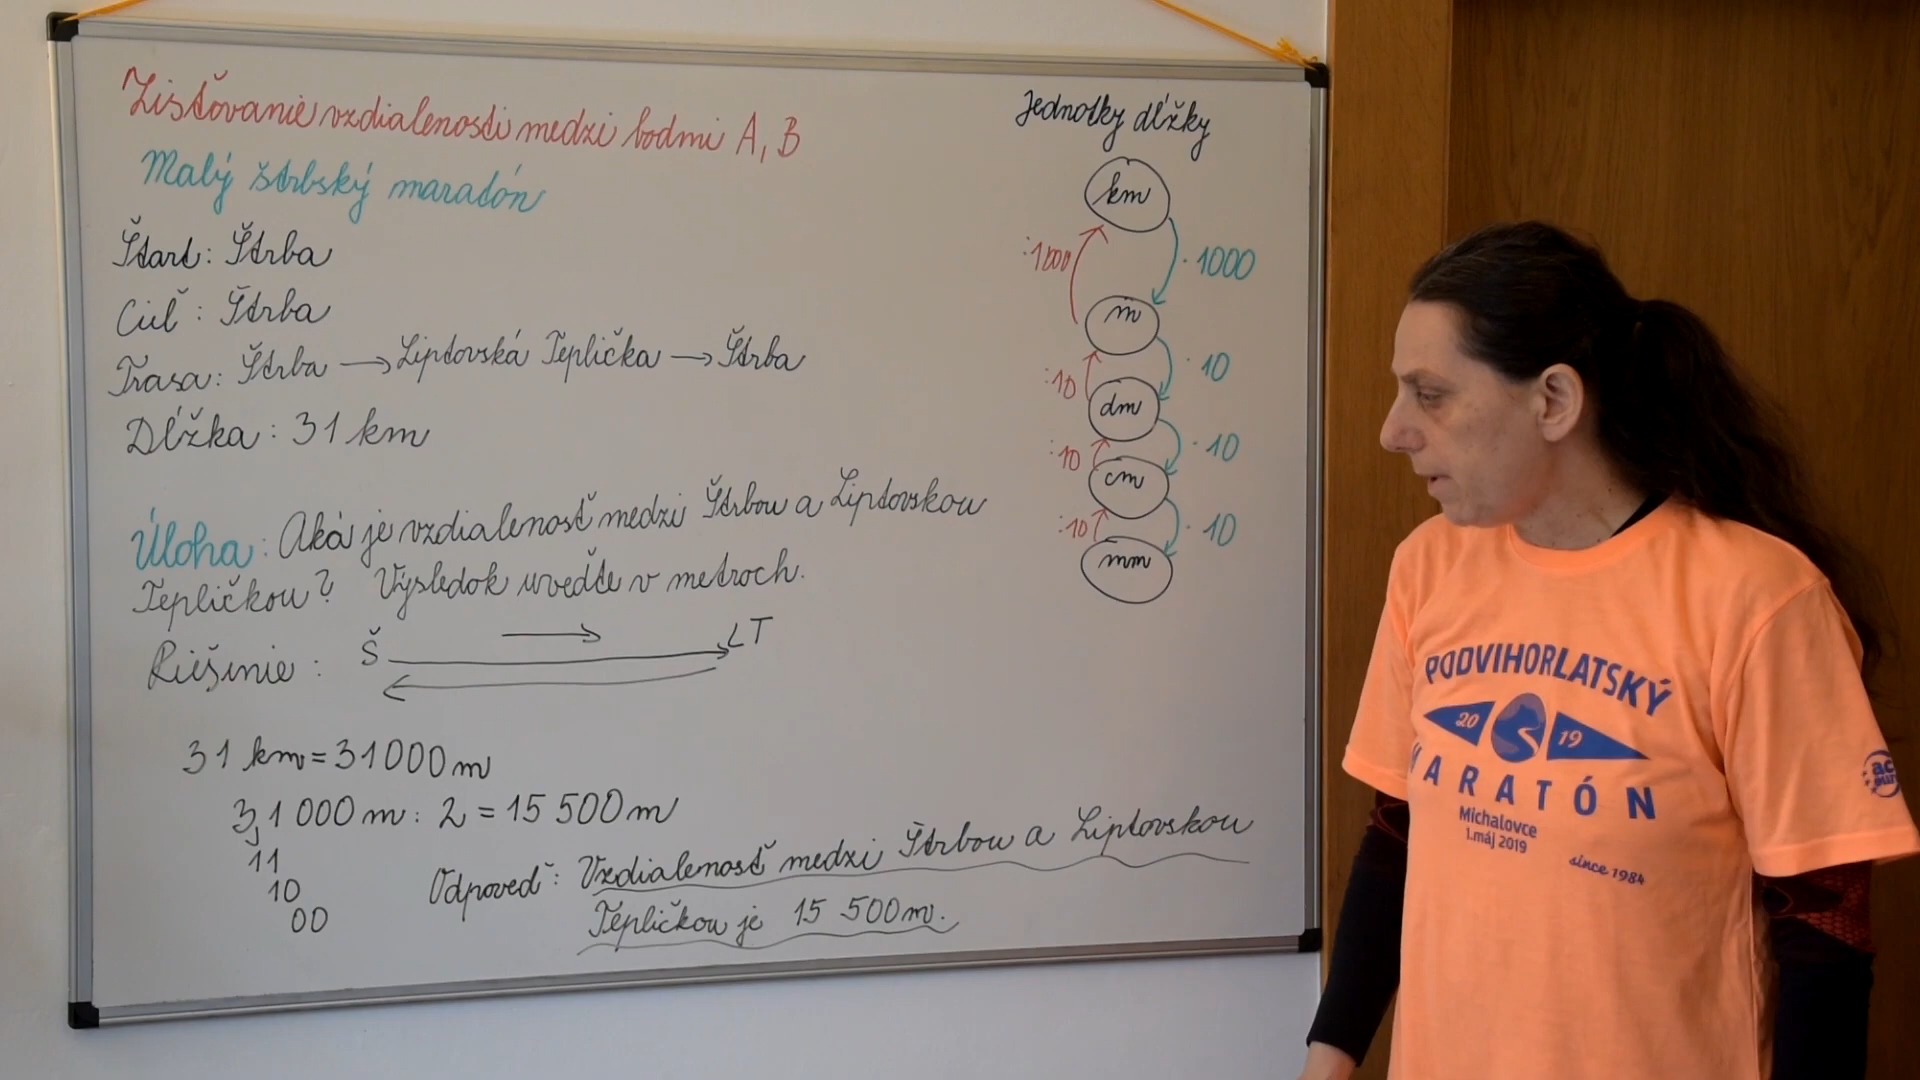 Zisťovanie vzdialenosti medzi bodmi A, B
Malý štrbský maratón
Štart: Štrba
Cieľ: Štrba
Trasa: Štrba → Liptovská Teplička → Štrba
Dĺžka: 31 km
Úloha: Aká je vzdialenosť medzi Štrbou a Liptovskou
Tepličkou? Výsledok uveďte v metroch.
Riešenie: Š → LT
31 km = 31000 m
31 000 m : 2 = 15 500 m
11
10
00
Odpoveď: Vzdialenosť medzi Štrbou a Liptovskou
Tepličkou je 15 500 m.
Jednotky dĺžky
km
:1000 · 1000
m
:10 · 10
dm
:10 · 10
cm
:10 · 10
mm
PODVIHORLATSKÝ
20 19
MARATÓN
Michalovce
1.máj 2019
since 1984